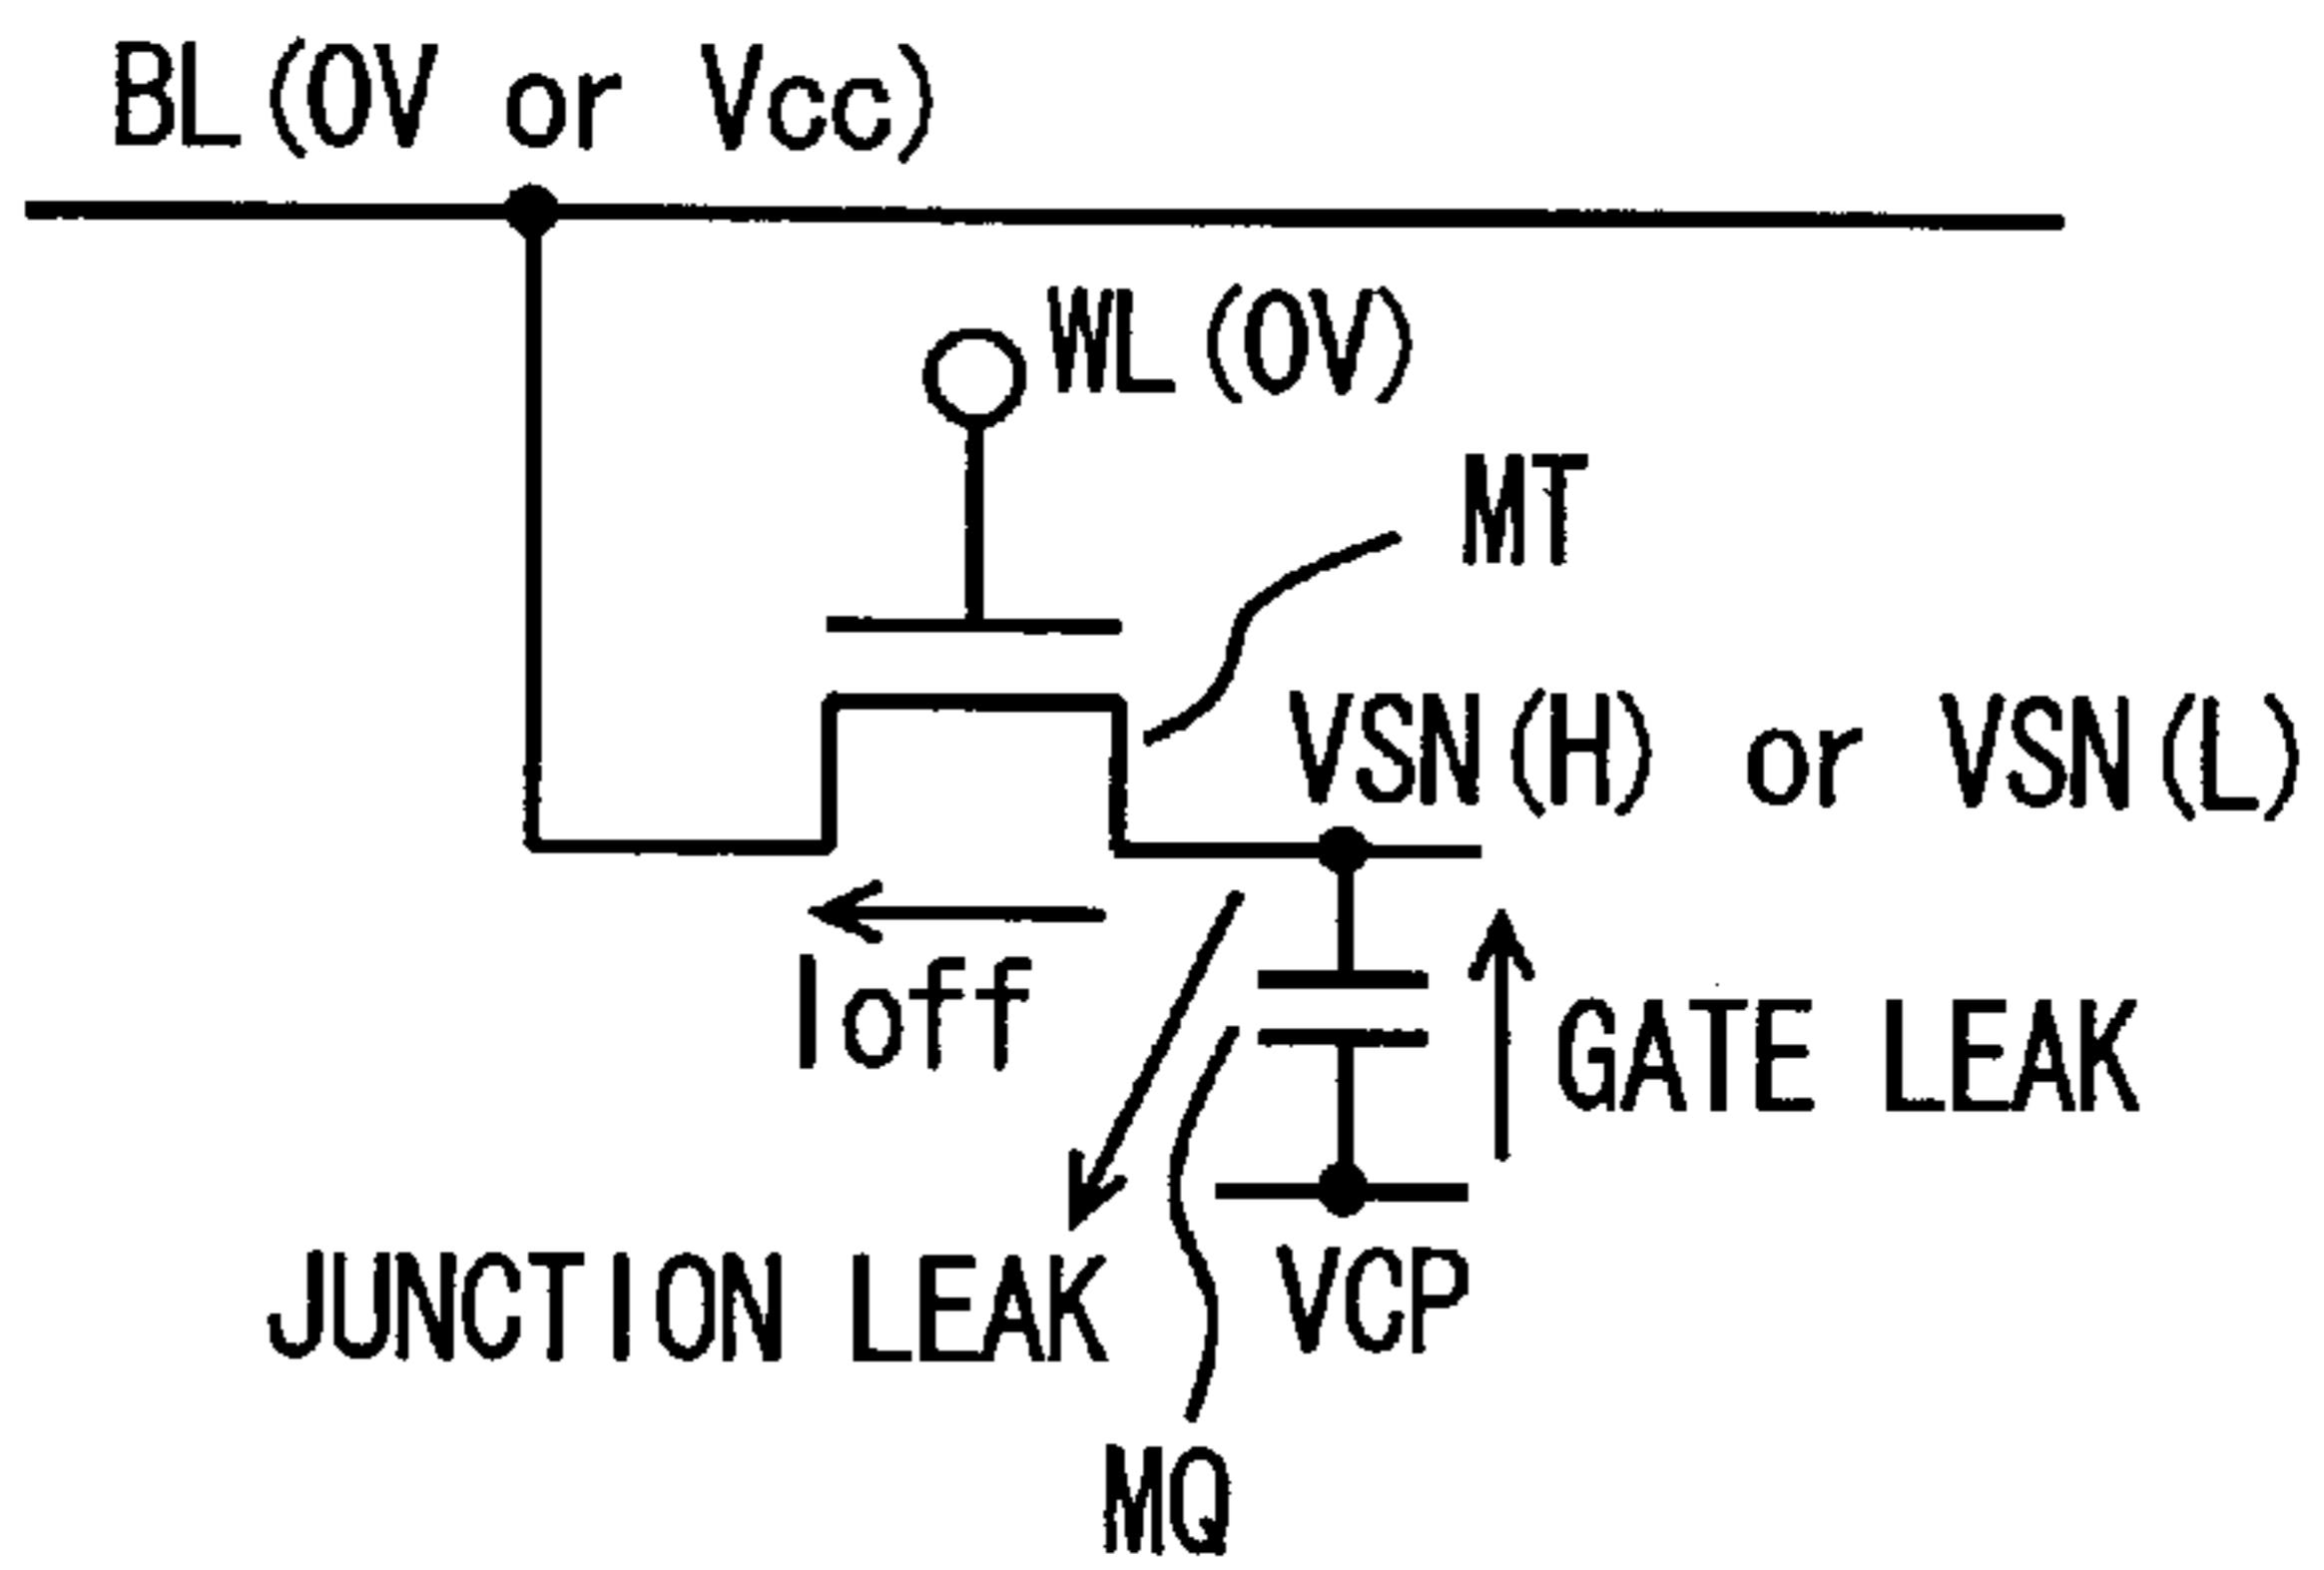 BL(0V or Vcc)
WL(0V)
MT
VSN(H) or VSN(L)
Ioff
GATE LEAK
JUNCTION LEAK
VCP
MQ